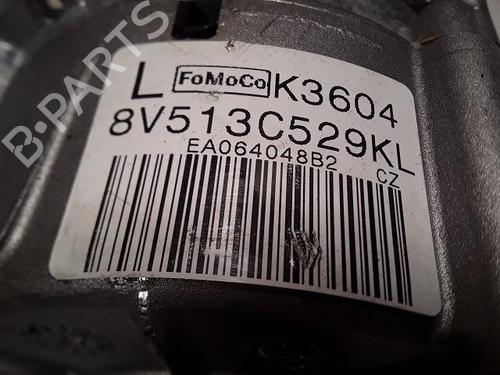 L FoMoCo K3604
8V513C529KL
EA064048B2 CZ
B-PARTS